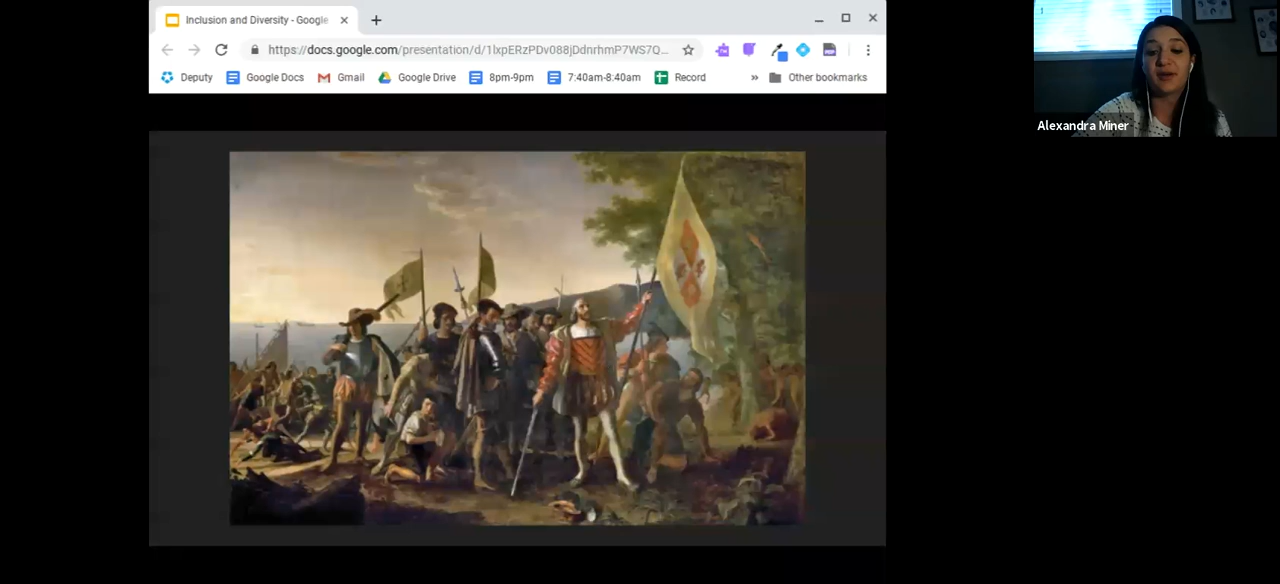 Inclusion and Diversity - Google
https://docs.google.com/presentation/d/1lxpERzPDv088jDdnrhmP7WS7Q...
Deputy Google Docs Gmail Google Drive 8pm-9pm 7:40am-8:40am Record » Other bookmarks
Alexandra Miner